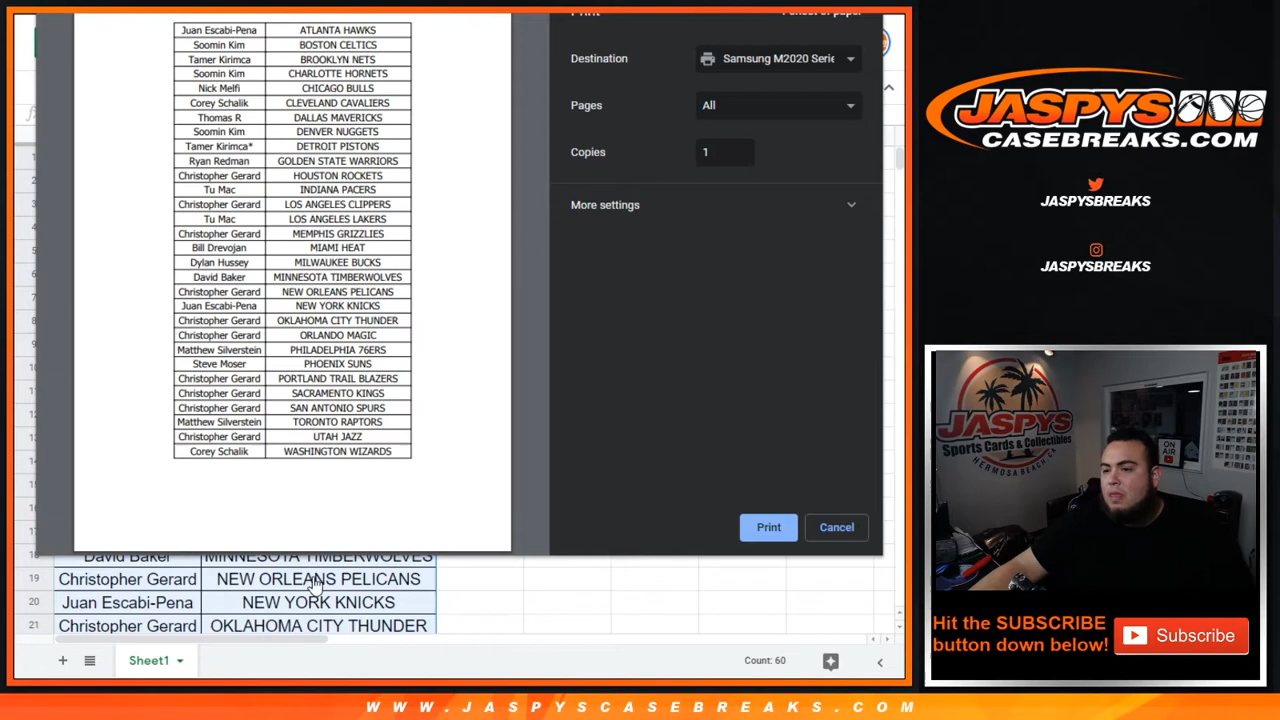 Juan Escabi-Pena ATLANTA HAWKS
Soomin Kim BOSTON CELTICS
Tamer Kirimca BROOKLYN NETS
Soomin Kim CHARLOTTE HORNETS
Nick Melfi CHICAGO BULLS
Corey Schalik CLEVELAND CAVALIERS
Thomas R DALLAS MAVERICKS
Soomin Kim DENVER NUGGETS
Tamer Kirimca* DETROIT PISTONS
Ryan Redman GOLDEN STATE WARRIORS
Christopher Gerard HOUSTON ROCKETS
Tu Mac INDIANA PACERS
Christopher Gerard LOS ANGELES CLIPPERS
Tu Mac LOS ANGELES LAKERS
Christopher Gerard MEMPHIS GRIZZLIES
Bill Drevojan MIAMI HEAT
Dylan Hussey MILWAUKEE BUCKS
David Baker MINNESOTA TIMBERWOLVES
Christopher Gerard NEW ORLEANS PELICANS
Juan Escabi-Pena NEW YORK KNICKS
Christopher Gerard OKLAHOMA CITY THUNDER
Christopher Gerard ORLANDO MAGIC
Matthew Silverstein PHILADELPHIA 76ERS
Steve Moser PHOENIX SUNS
Christopher Gerard PORTLAND TRAIL BLAZERS
Christopher Gerard SACRAMENTO KINGS
Christopher Gerard SAN ANTONIO SPURS
Matthew Silverstein TORONTO RAPTORS
Christopher Gerard UTAH JAZZ
Corey Schalik WASHINGTON WIZARDS
Destination Samsung M2020 Serie
Pages All
Copies 1
More settings
Print Cancel
18 David Baker MINNESOTA TIMBERWOLVES
19 Christopher Gerard NEW ORLEANS PELICANS
20 Juan Escabi-Pena NEW YORK KNICKS
21 Christopher Gerard OKLAHOMA CITY THUNDER
Sheet1 Count: 60
JASPYS
CASEBREAKS.COM
JASPYSBREAKS
JASPYSBREAKS
JASPYS
Sports Cards & Collectibles
HERMOSA BEACH CA
ON AIR
Hit the SUBSCRIBE
button down below!
Subscribe
WWW.JASPYSCASEBREAKS.COM